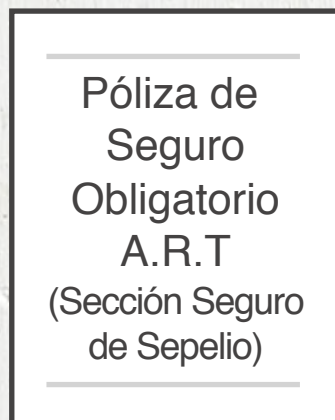 Póliza de
Seguro
Obligatorio
A.R.T
(Sección Seguro
de Sepelio)